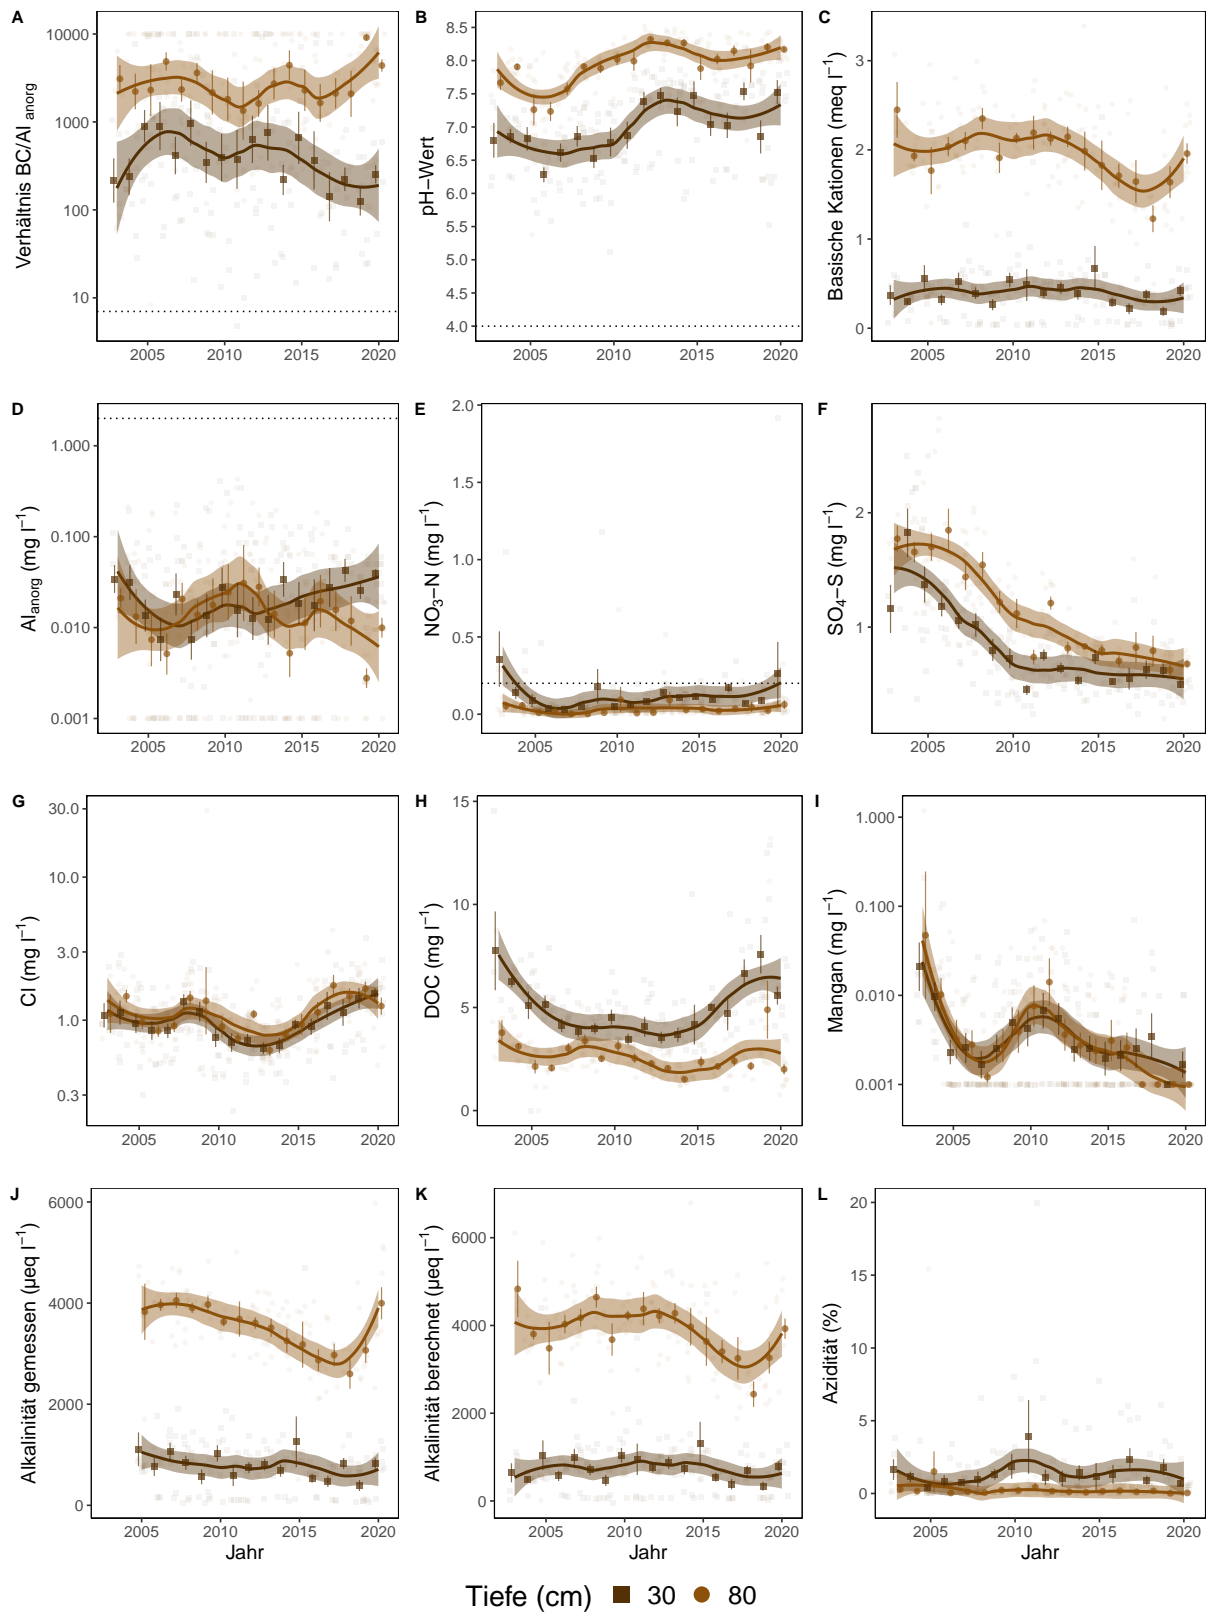 A
Verhältnis BC/Al anorg
10000
1000
100
10
2005 2010 2015 2020
B
pH−Wert
8.5
8.0
7.5
7.0
6.5
6.0
5.5
5.0
4.5
4.0
2005 2010 2015 2020
C
Basische Kationen (meq l−1)
3
2
1
0
2005 2010 2015 2020
D
Alanorg (mg l−1)
1.000
0.100
0.010
0.001
2005 2010 2015 2020
E
NO3−N (mg l−1)
2.0
1.5
1.0
0.5
0.0
2005 2010 2015 2020
F
SO4−S (mg l−1)
2
1
2005 2010 2015 2020
G
Cl (mg l−1)
30.0
10.0
3.0
1.0
0.3
2005 2010 2015 2020
H
DOC (mg l−1)
15
10
5
0
2005 2010 2015 2020
I
Mangan (mg l−1)
1.000
0.100
0.010
0.001
2005 2010 2015 2020
J
Alkalinität gemessen (µeq l−1)
6000
4000
2000
0
2005 2010 2015 2020
Jahr
K
Alkalinität berechnet (µeq l−1)
6000
4000
2000
0
2005 2010 2015 2020
Jahr
L
Azidität (%)
20
15
10
5
0
2005 2010 2015 2020
Jahr
Tiefe (cm) 30 80